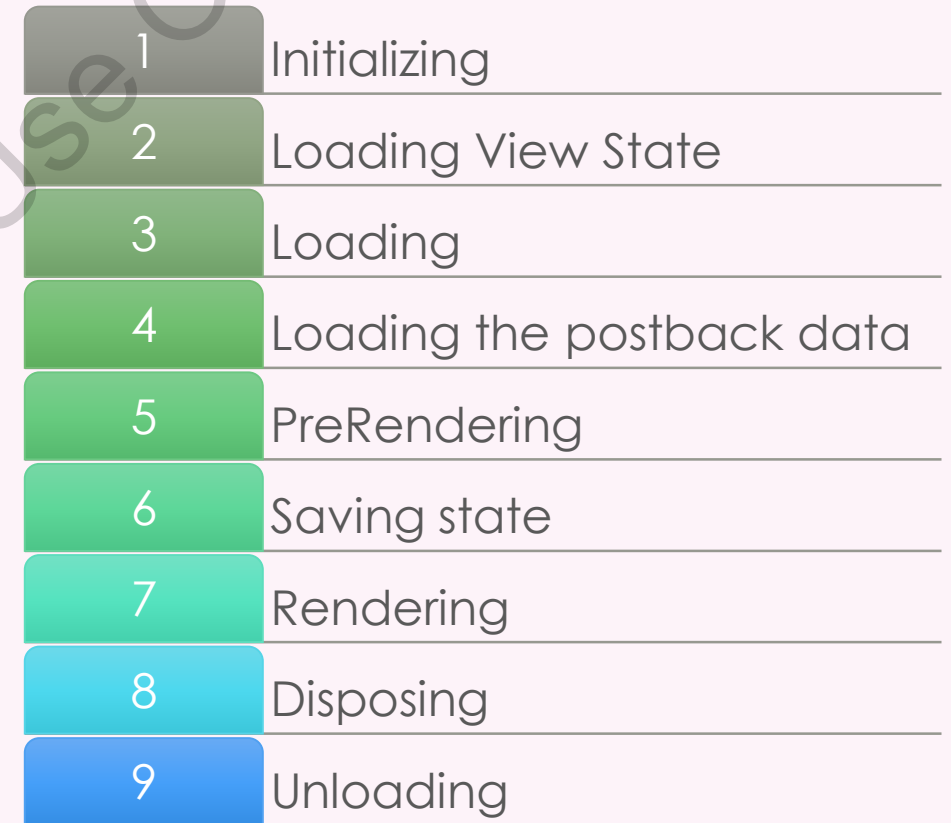 Use
1 Initializing
2 Loading View State
3 Loading
4 Loading the postback data
5 PreRendering
6 Saving state
7 Rendering
8 Disposing
9 Unloading